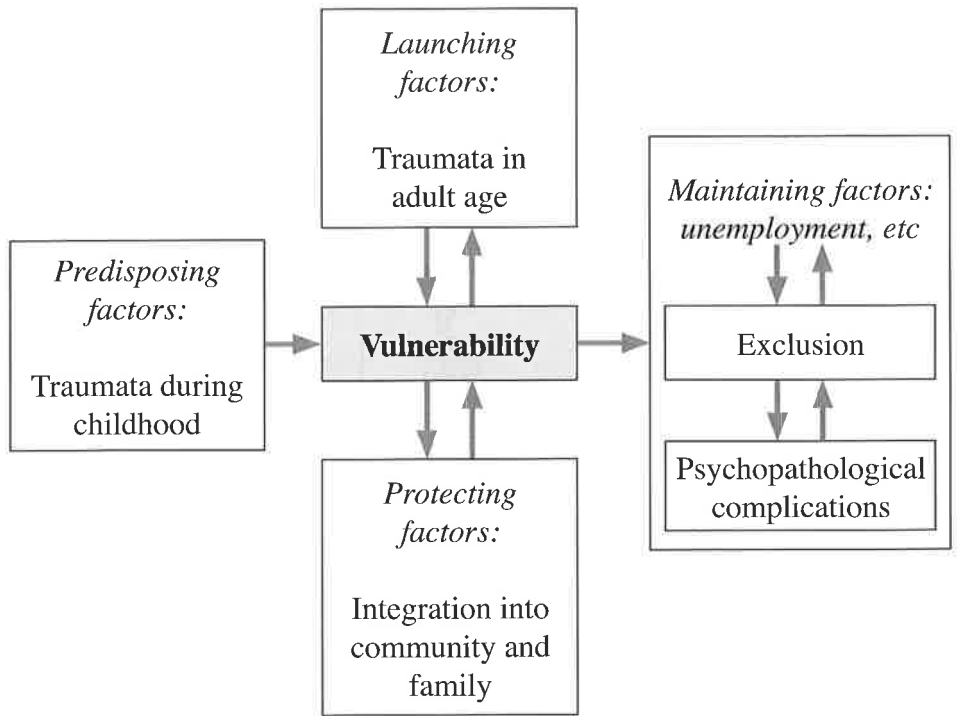 Launching
factors:
Traumata in
adult age
Predisposing
factors:
Traumata during
childhood
Vulnerability
Protecting
factors:
Integration into
community and
family
Maintaining factors:
unemployment, etc
Exclusion
Psychopathological
complications